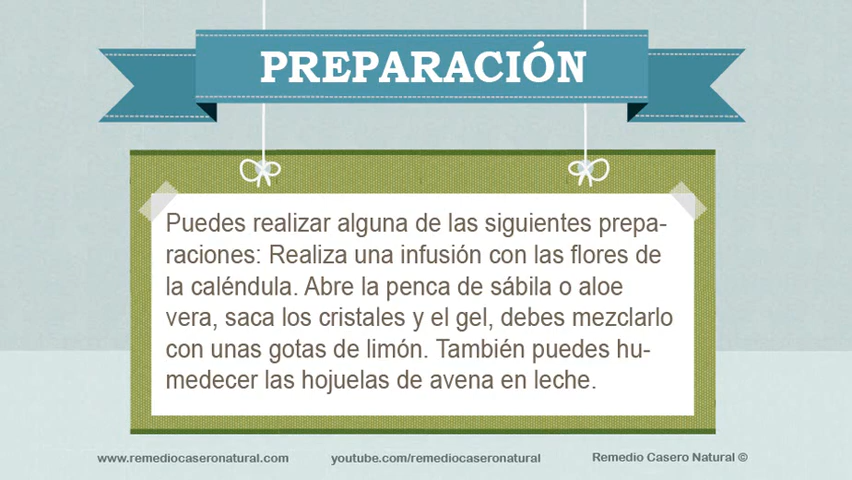 PREPARACIÓN
Puedes realizar alguna de las siguientes prepa-
raciones: Realiza una infusión con las flores de
la caléndula. Abre la penca de sábila o aloe
vera, saca los cristales y el gel, debes mezclarlo
con unas gotas de limón. También puedes hu-
medecer las hojuelas de avena en leche.
www.remediocaseronatural.com youtube.com/remediocaseronatural Remedio Casero Natural ©